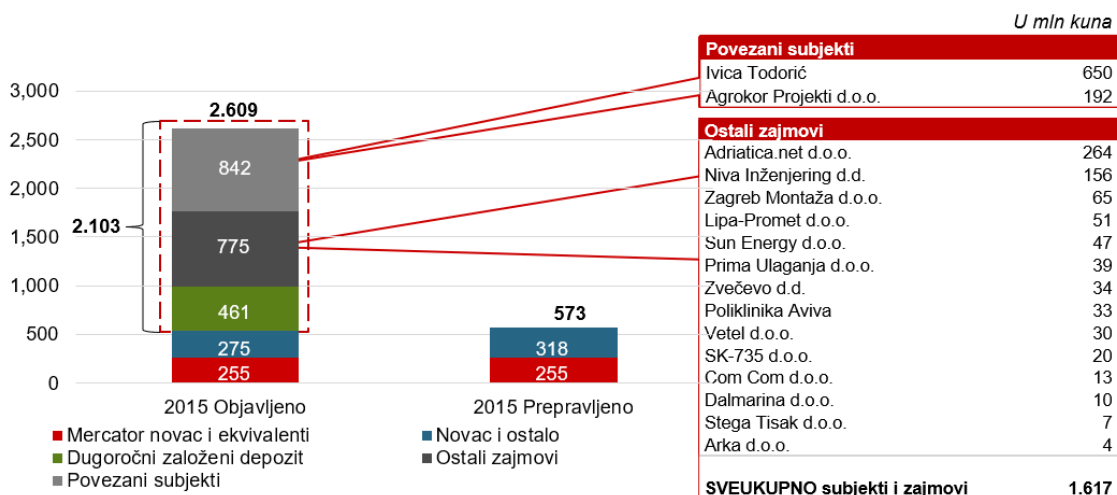 U mln kuna
Povezani subjekti
Ivica Todorić 650
Agrokor Projekti d.o.o. 192
Ostali zajmovi
Adriatica.net d.o.o. 264
Niva Inženjering d.d. 156
Zagreb Montaža d.o.o. 65
Lipa-Promet d.o.o. 51
Sun Energy d.o.o. 47
Prima Ulaganja d.o.o. 39
Zvečevo d.d. 34
Poliklinika Aviva 33
Vetel d.o.o. 30
SK-735 d.o.o. 20
Com Com d.o.o. 13
Dalmarina d.o.o. 10
Stega Tisak d.o.o. 7
Arka d.o.o. 4
SVEUKUPNO subjekti i zajmovi 1.617
3,000
2,500
2,000
1,500
1,000
500
0
2.609
842
775
461
275
255
2.103
573
318
255
2015 Objavljeno
2015 Prepravljeno
Mercator novac i ekvivalenti
Novac i ostalo
Dugoročni založeni depozit
Ostali zajmovi
Povezani subjekti